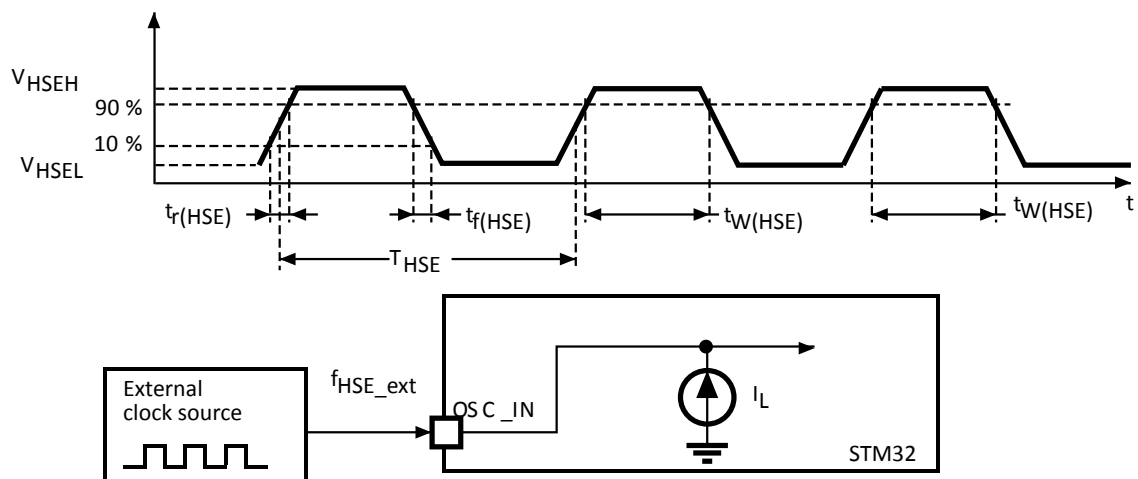 VHSEH
90 %
10 %
VHSEL
tr(HSE)
tf(HSE)
tW(HSE)
tW(HSE)
t
THSE
External
clock source
fHSE_ext
OSC _IN
IL
STM32